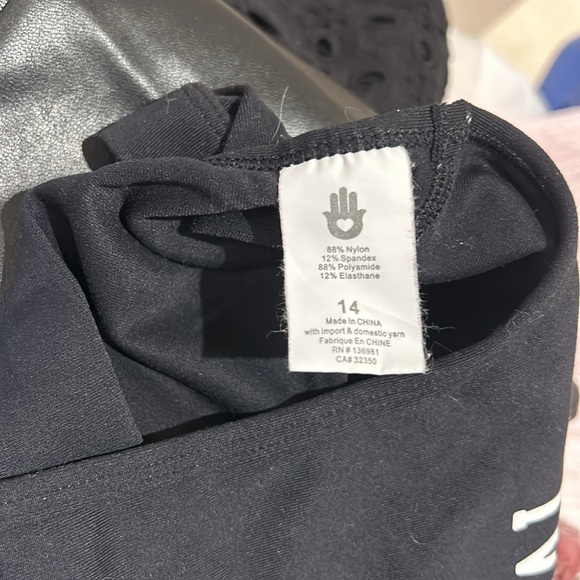 88% Nylon
12% Spandex
88% Polyamide
12% Elasthane
14
Made In CHINA
with import & domestic yarn
Fabrique En CHINE
RN # 136981
CA# 32350